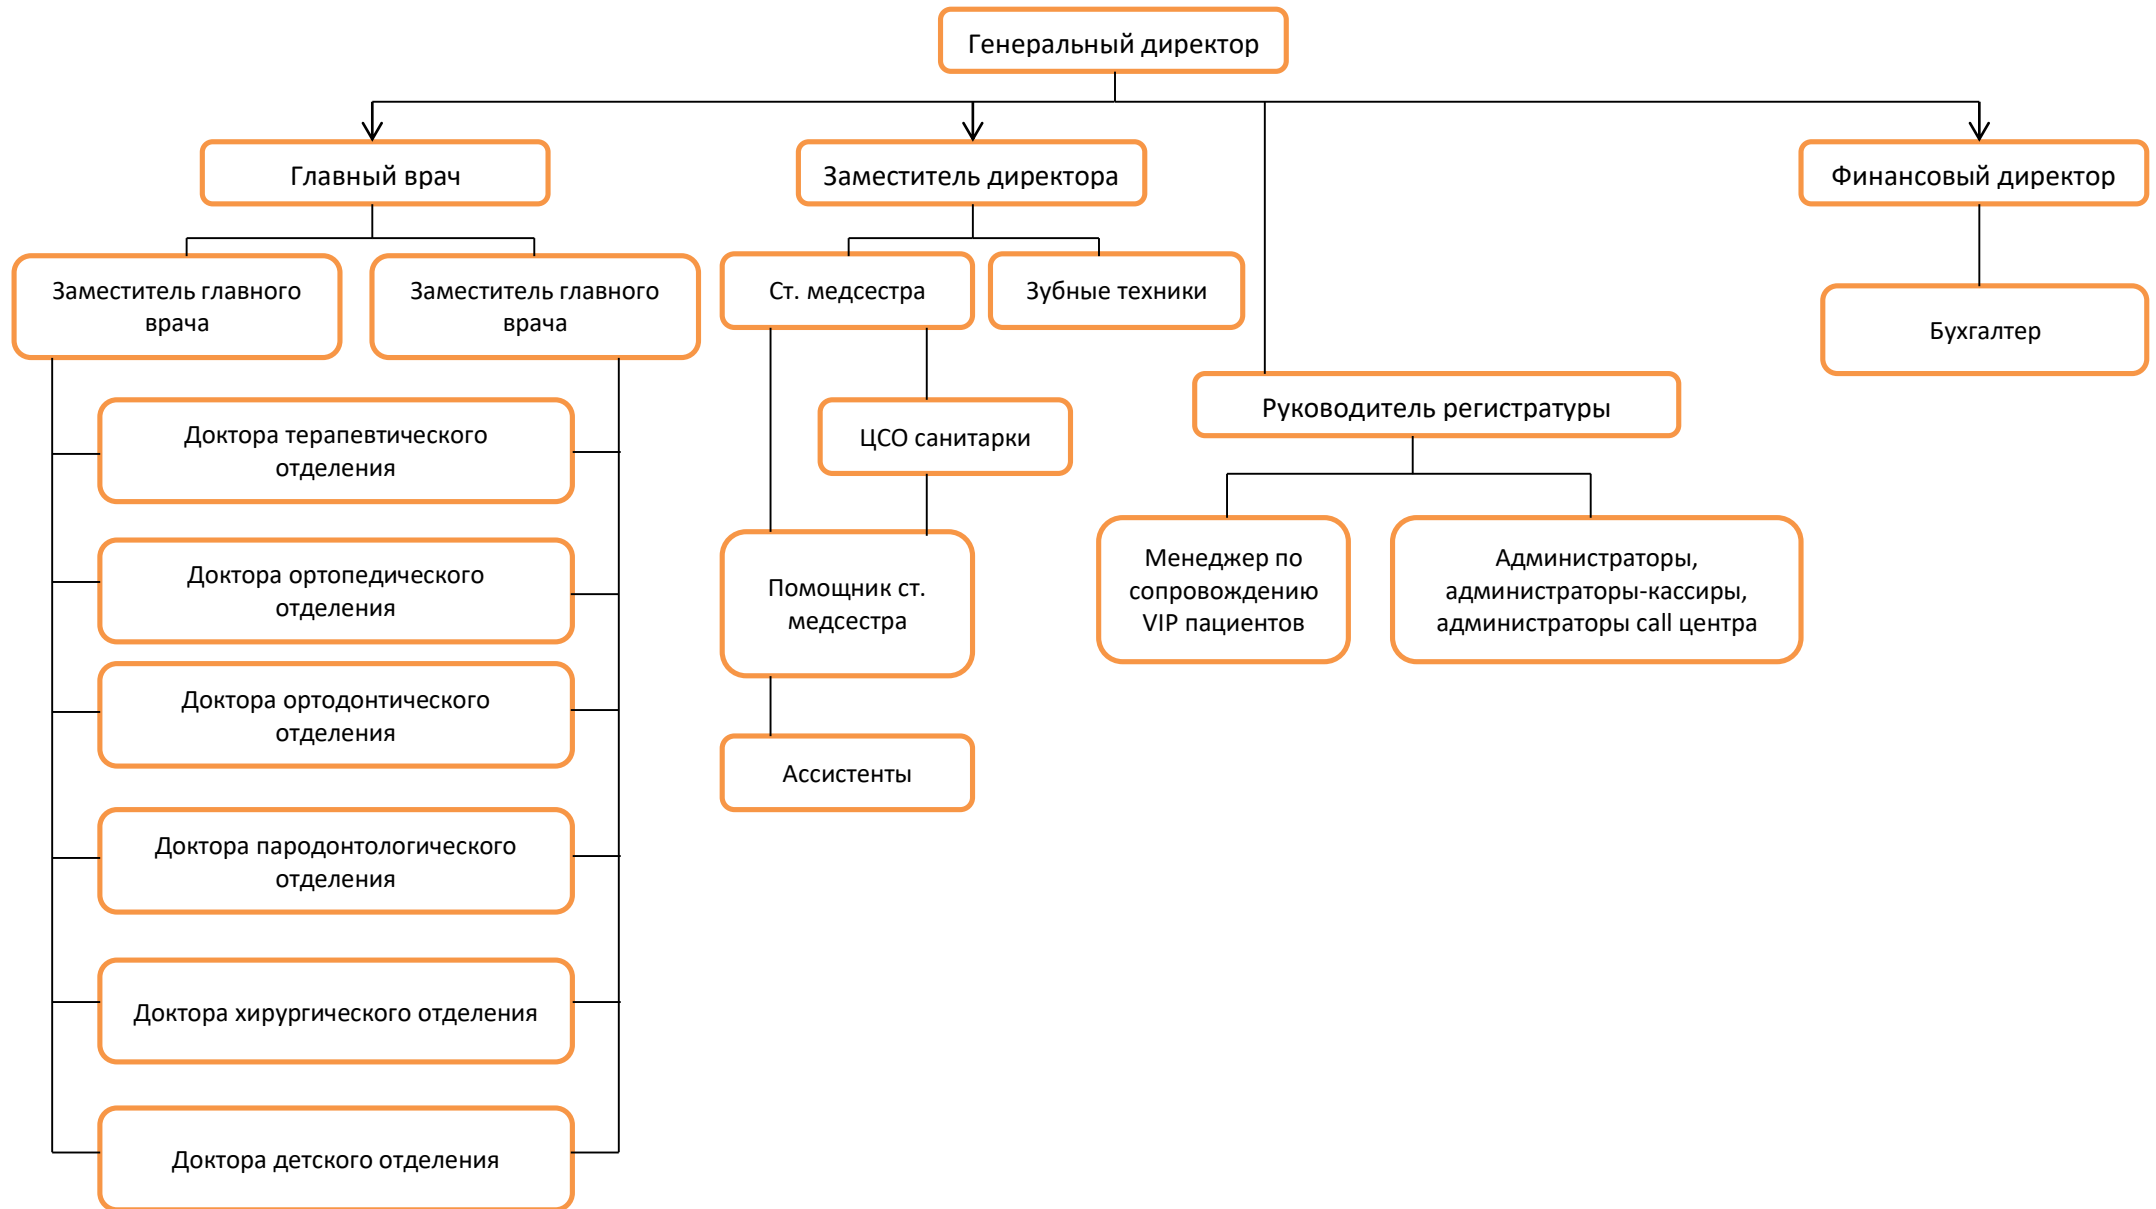 Генеральный директор
Главный врач
Заместитель директора
Финансовый директор
Заместитель главного
врача
Заместитель главного
врача
Ст. медсестра
Зубные техники
Бухгалтер
Руководитель регистратуры
Доктора терапевтического
отделения
ЦСО санитарки
Доктора ортопедического
отделения
Помощник ст.
медсестра
Менеджер по
сопровождению
VIP пациентов
Администраторы,
администраторы-кассиры,
администраторы call центра
Доктора ортодонтического
отделения
Ассистенты
Доктора пародонтологического
отделения
Доктора хирургического отделения
Доктора детского отделения